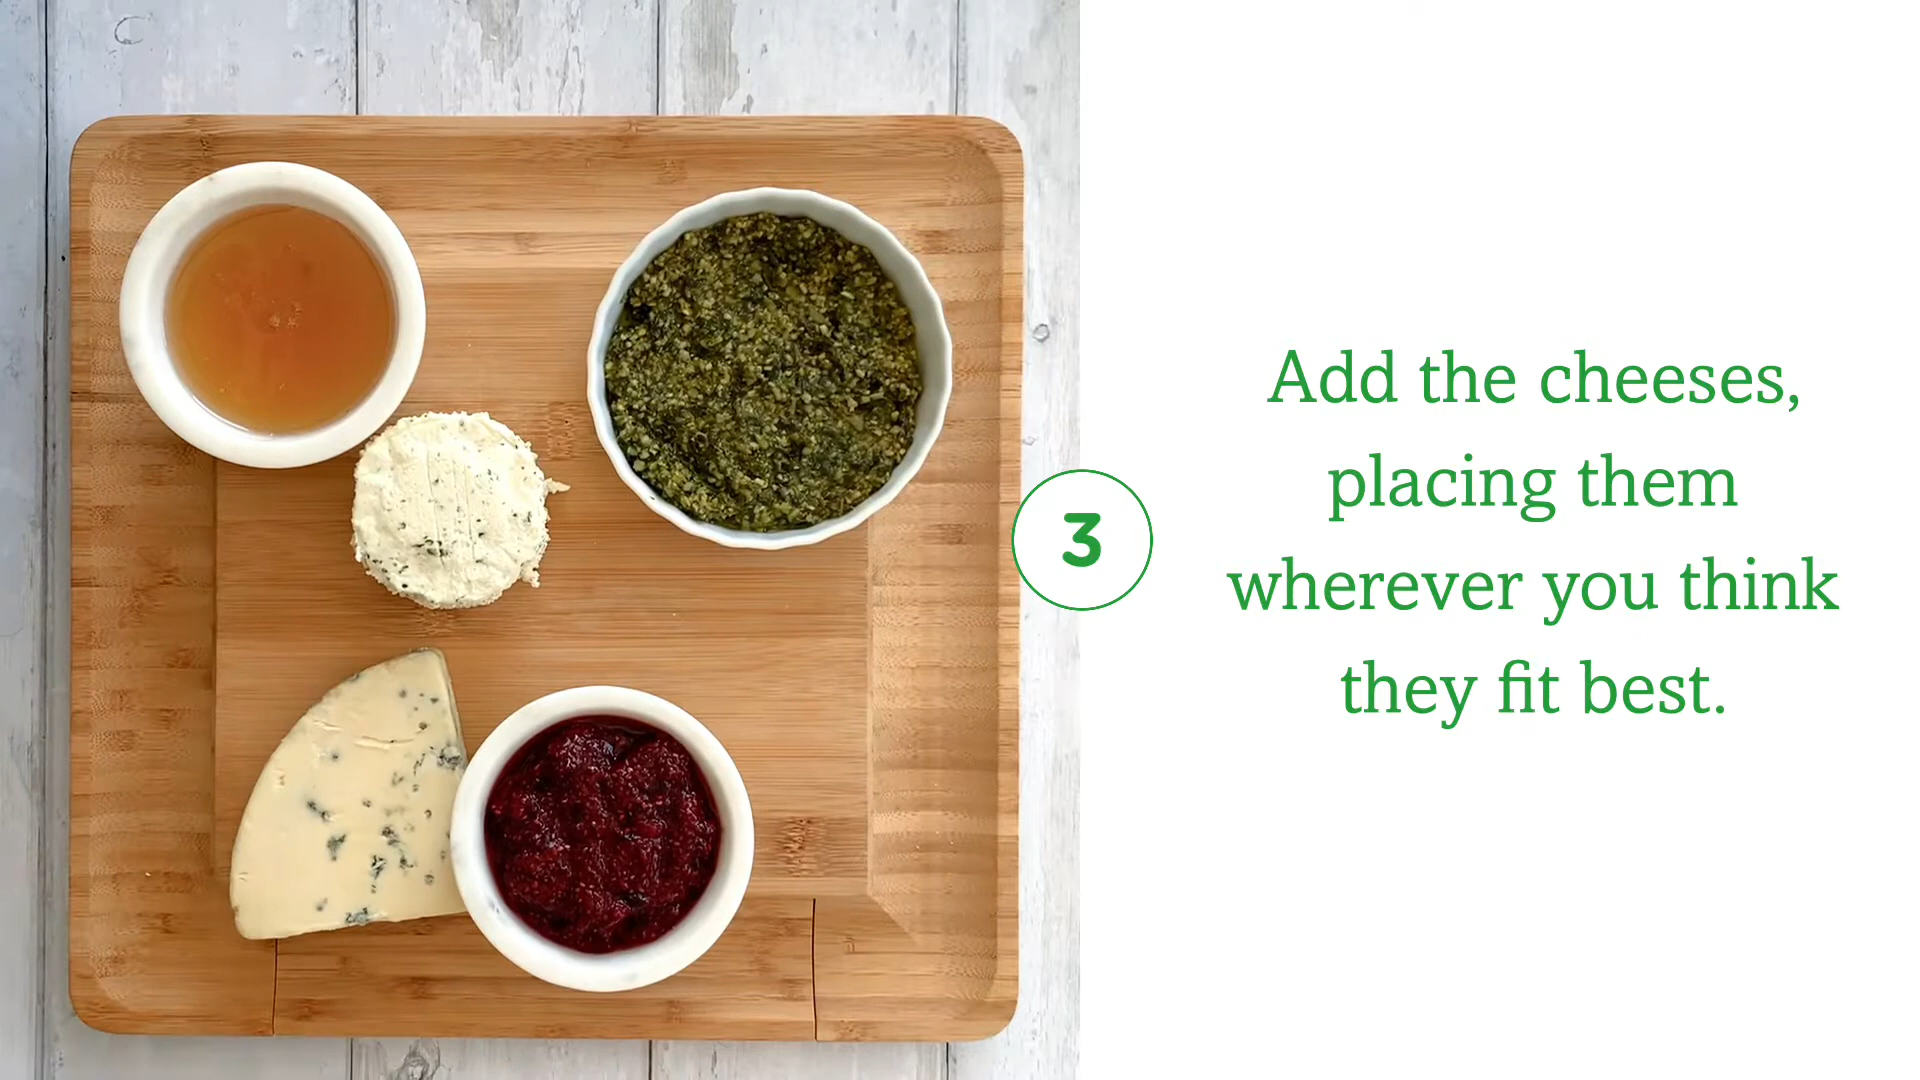 3
Add the cheeses,
placing them
wherever you think
they fit best.